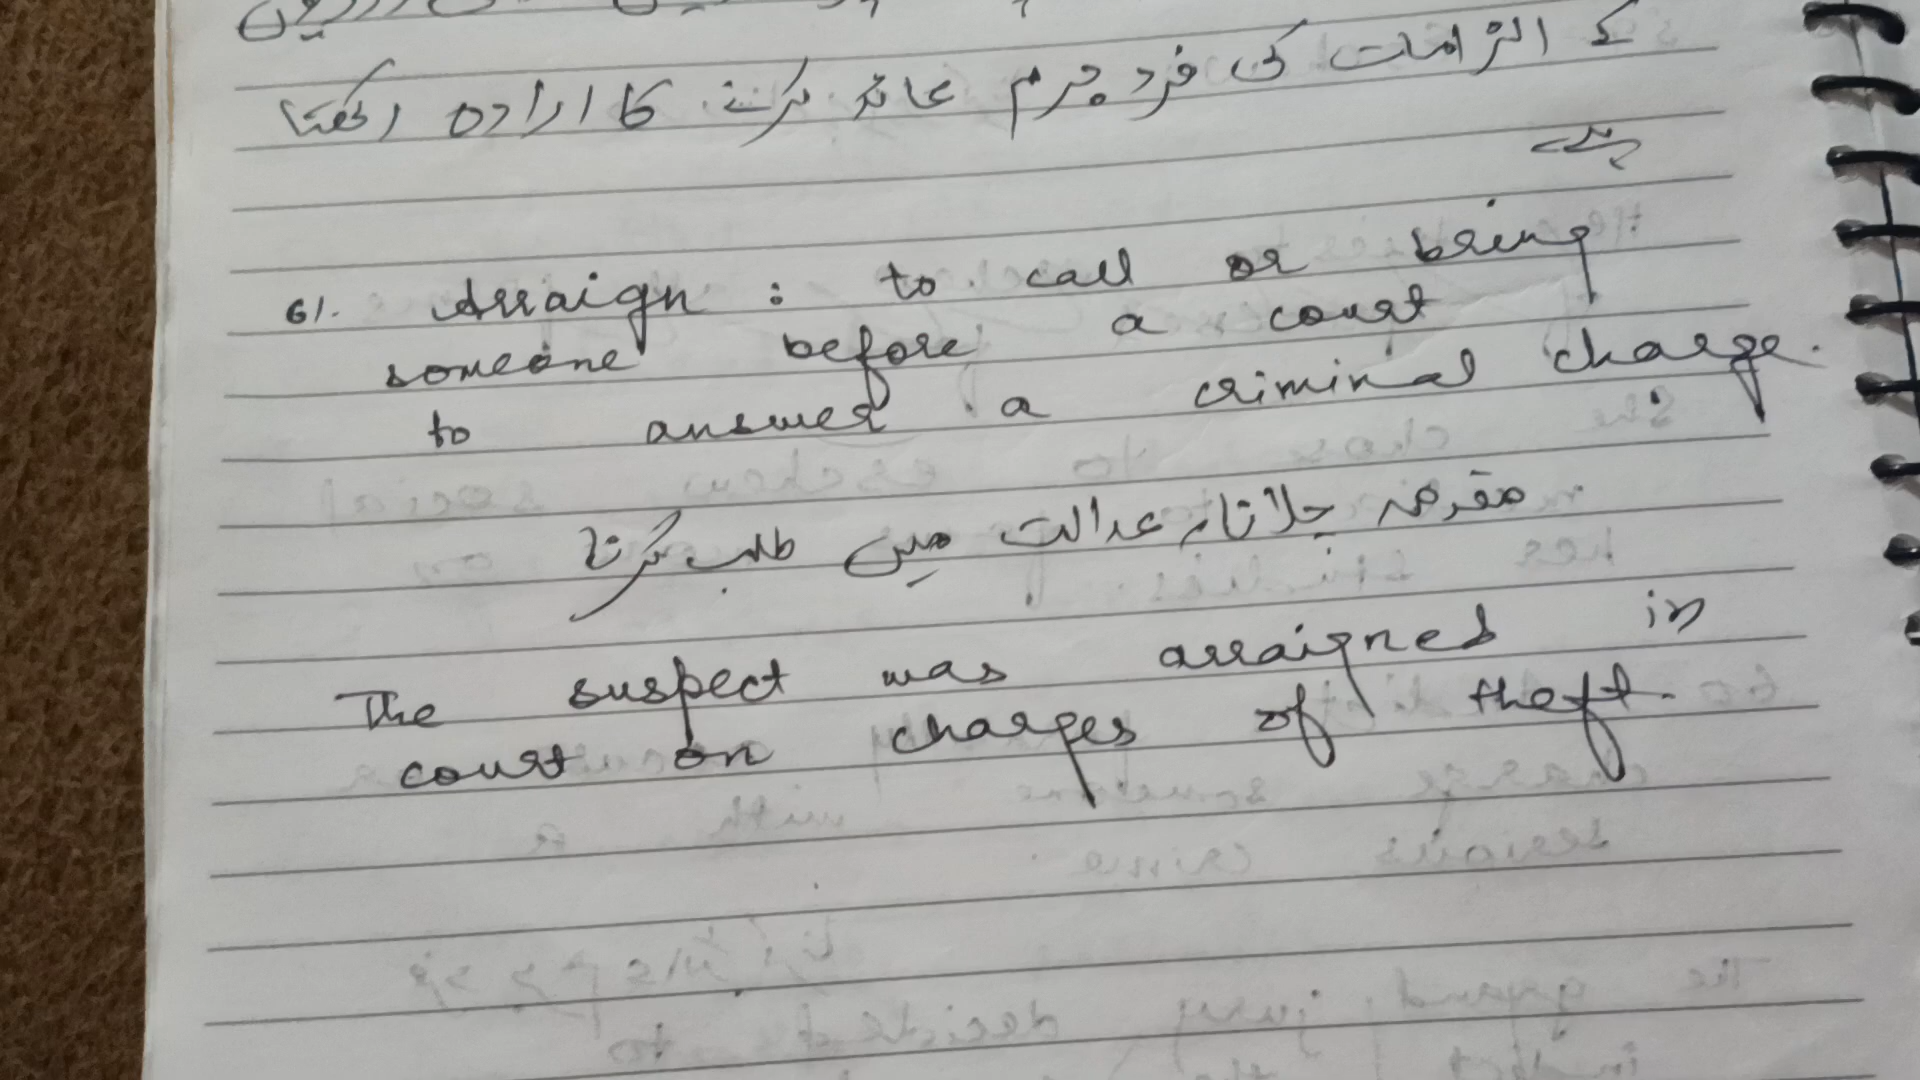 کے الزامات کی فرد جرم عائد کرنے کا ارادہ رکھتا
ہے
61. Arraign : to call or bring
someone before a court
to answer a criminal charge.
مقدمہ چلانا، عدالت میں طلب کرنا
The suspect was arraigned in
court on charges of theft.